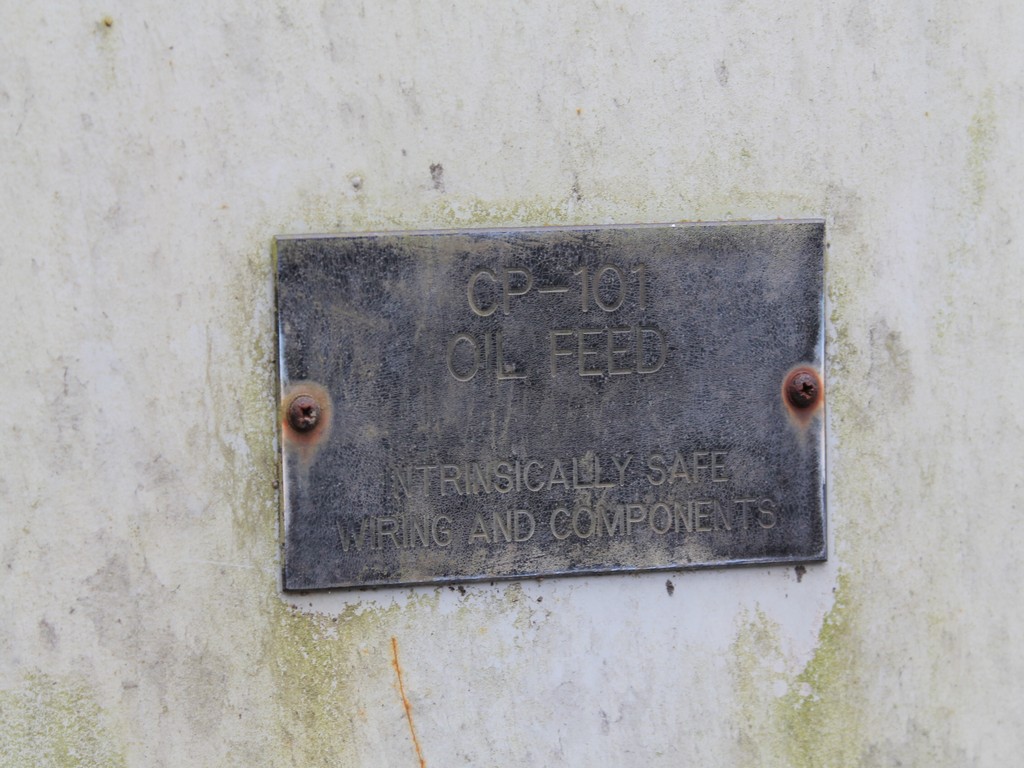 CP-101
OIL FEED
INTRINSICALLY SAFE
WIRING AND COMPONENTS